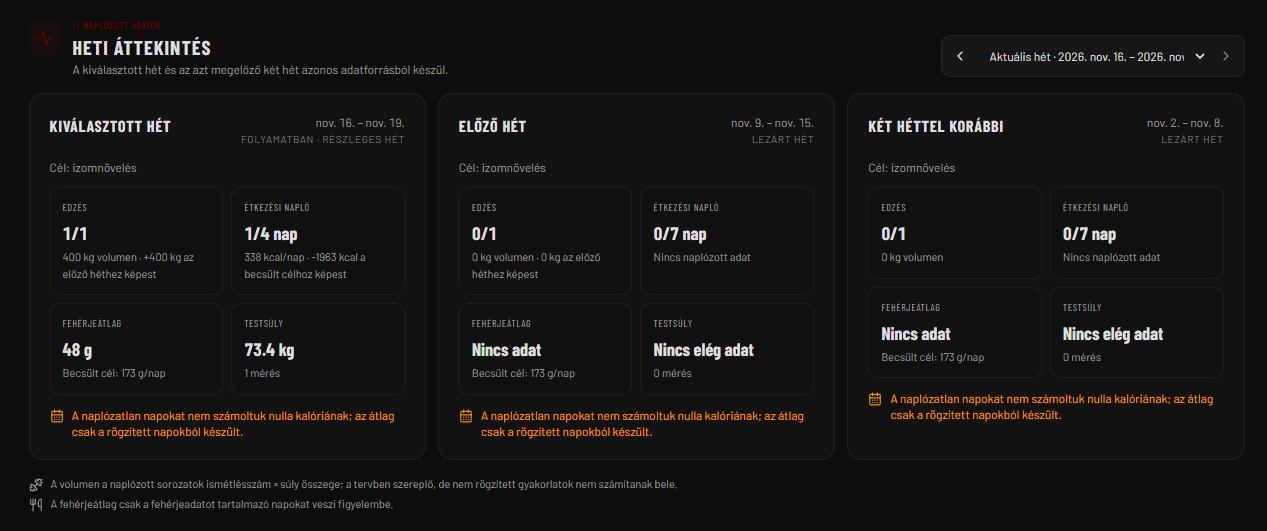 // NAPLÓZOTT ADATOK
HETI ÁTTEKINTÉS
A kiválasztott hét és az azt megelőző két hét azonos adatforrásból készül.
Aktuális hét · 2026. nov. 16. – 2026. nov
KIVÁLASZTOTT HÉT
nov. 16. – nov. 19.
FOLYAMATBAN · RÉSZLEGES HÉT
Cél: izomnövelés
EDZÉS
1/1
400 kg volumen · +400 kg az
előző héthez képest
ÉTKEZÉSI NAPLÓ
1/4 nap
338 kcal/nap · -1963 kcal a
becsült célhoz képest
FEHÉRJEÁTLAG
48 g
Becsült cél: 173 g/nap
TESTSÚLY
73.4 kg
1 mérés
A naplózatlan napokat nem számoltuk nulla kalóriának; az átlag
csak a rögzített napokból készült.
ELŐZŐ HÉT
nov. 9. – nov. 15.
LEZÁRT HÉT
Cél: izomnövelés
EDZÉS
0/1
0 kg volumen · 0 kg az előző
héthez képest
ÉTKEZÉSI NAPLÓ
0/7 nap
Nincs naplózott adat
FEHÉRJEÁTLAG
Nincs adat
Becsült cél: 173 g/nap
TESTSÚLY
Nincs elég adat
0 mérés
A naplózatlan napokat nem számoltuk nulla kalóriának; az átlag
csak a rögzített napokból készült.
KÉT HÉTTEL KORÁBBI
nov. 2. – nov. 8.
LEZÁRT HÉT
Cél: izomnövelés
EDZÉS
0/1
0 kg volumen
ÉTKEZÉSI NAPLÓ
0/7 nap
Nincs naplózott adat
FEHÉRJEÁTLAG
Nincs adat
Becsült cél: 173 g/nap
TESTSÚLY
Nincs elég adat
0 mérés
A naplózatlan napokat nem számoltuk nulla kalóriának; az átlag
csak a rögzített napokból készült.
A volumen a naplózott sorozatok ismétlésszám × súly összege; a tervben szereplő, de nem rögzített gyakorlatok nem számítanak bele.
A fehérjeátlag csak a fehérjeadatot tartalmazó napokat veszi figyelembe.